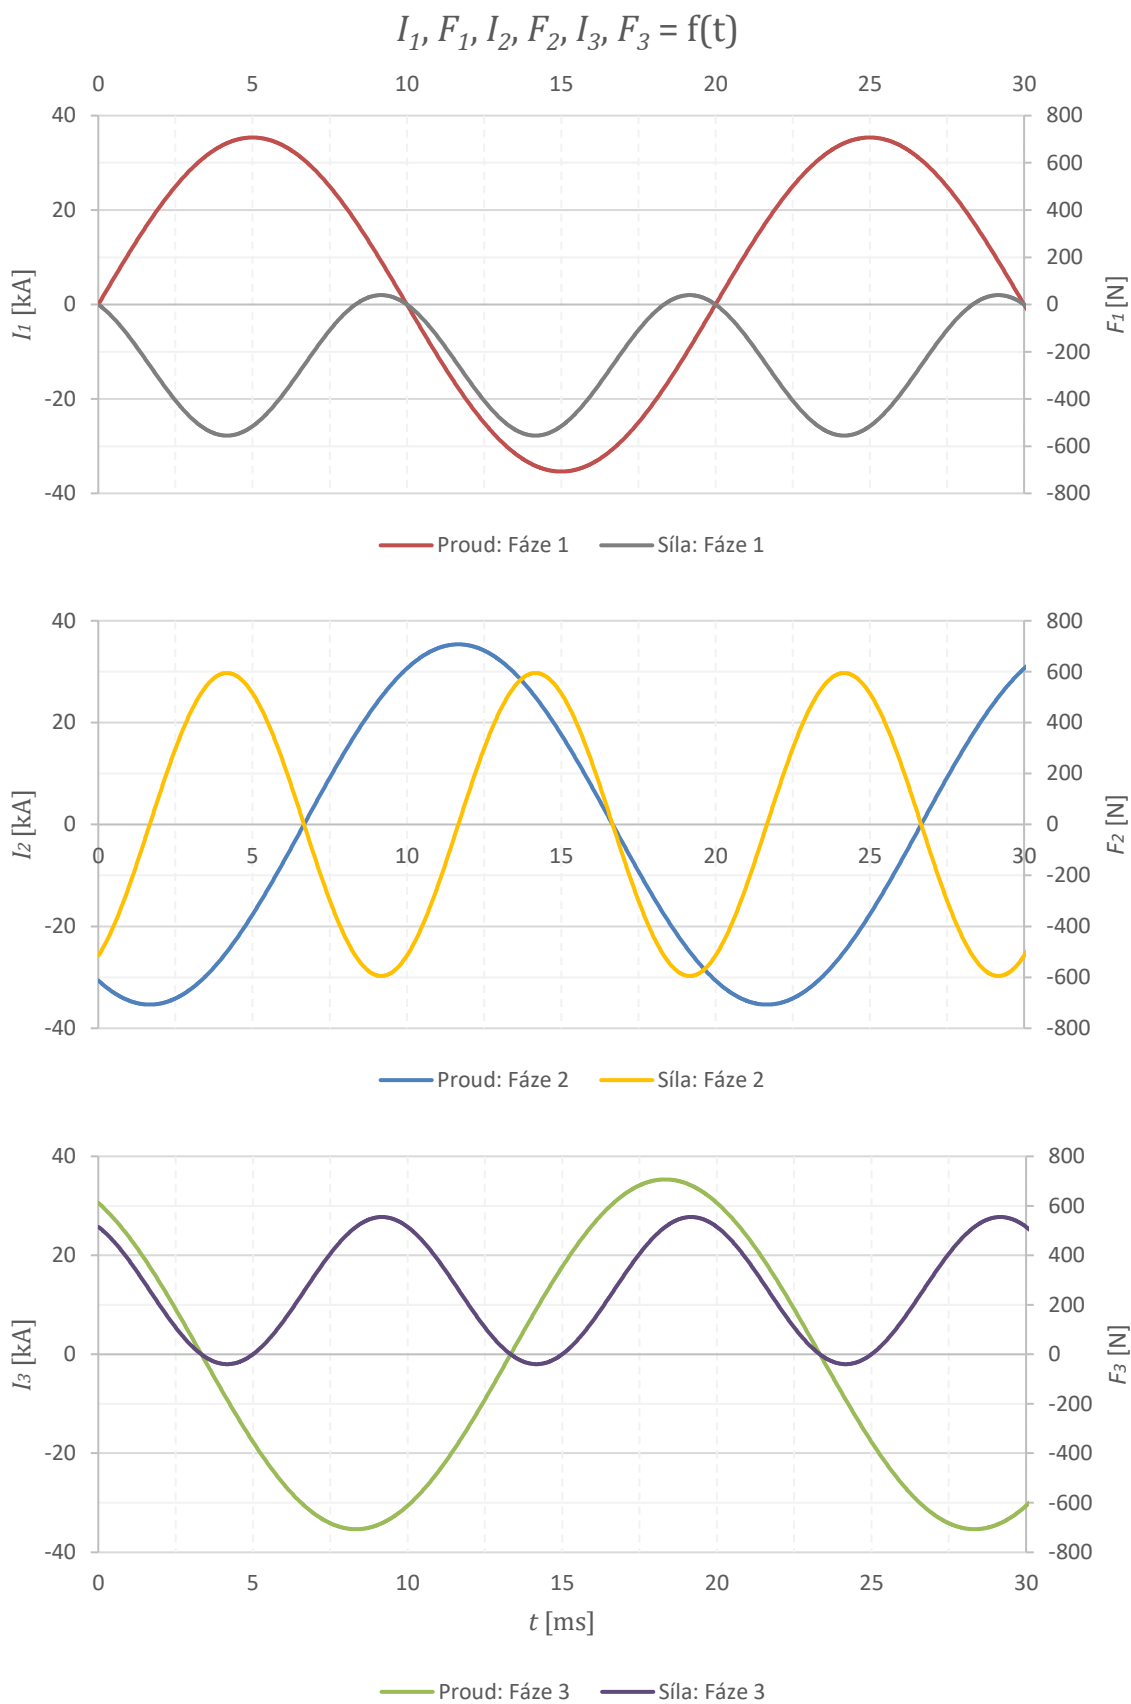 I₁, F₁, I₂, F₂, I₃, F₃ = f(t)
0 5 10 15 20 25 30
40 800
600
20 400
200
0 0
-200
-20 -400
-600
-40 -800
I₁ [kA]
F₁ [N]
Proud: Fáze 1 Síla: Fáze 1
40 800
600
20 400
200
0 0
0 5 10 15 20 25 30
-200
-20 -400
-600
-40 -800
I₂ [kA]
F₂ [N]
Proud: Fáze 2 Síla: Fáze 2
40 800
600
20 400
200
0 0
-200
-20 -400
-600
-40 -800
I₃ [kA]
F₃ [N]
0 5 10 15 20 25 30
t [ms]
Proud: Fáze 3 Síla: Fáze 3